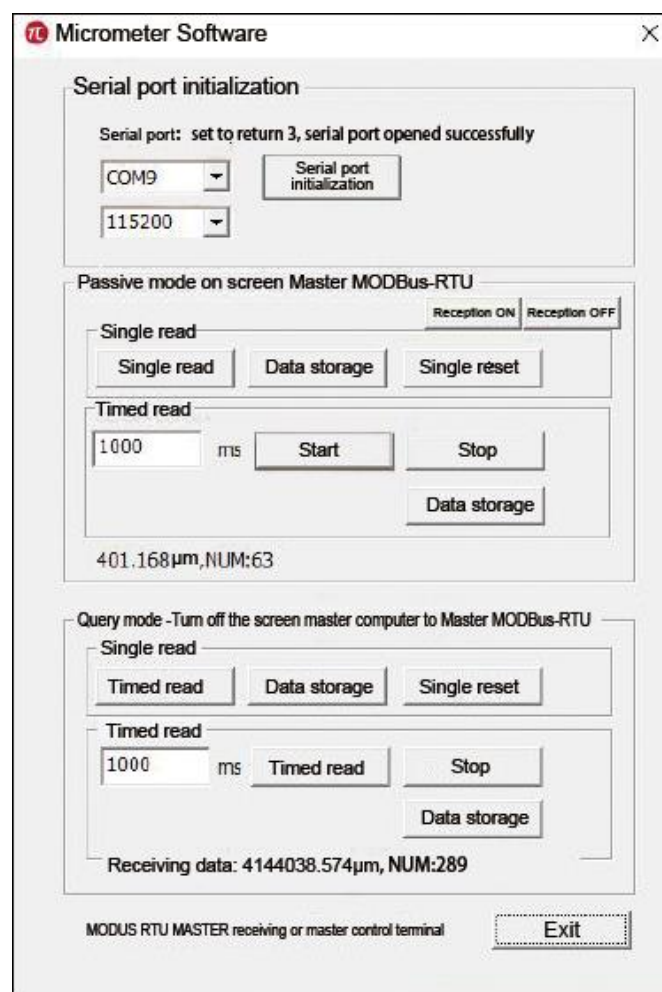 Micrometer Software
Serial port initialization
Serial port: set to return 3, serial port opened successfully
COM9
Serial port initialization
115200
Passive mode on screen Master MODBus-RTU
Reception ON Reception OFF
Single read
Single read Data storage Single reset
Timed read
1000 ms Start Stop
Data storage
401.168μm,NUM:63
Query mode -Turn off the screen master computer to Master MODBus-RTU
Single read
Timed read Data storage Single reset
Timed read
1000 ms Timed read Stop
Data storage
Receiving data: 4144038.574μm, NUM:289
MODUS RTU MASTER receiving or master control terminal Exit